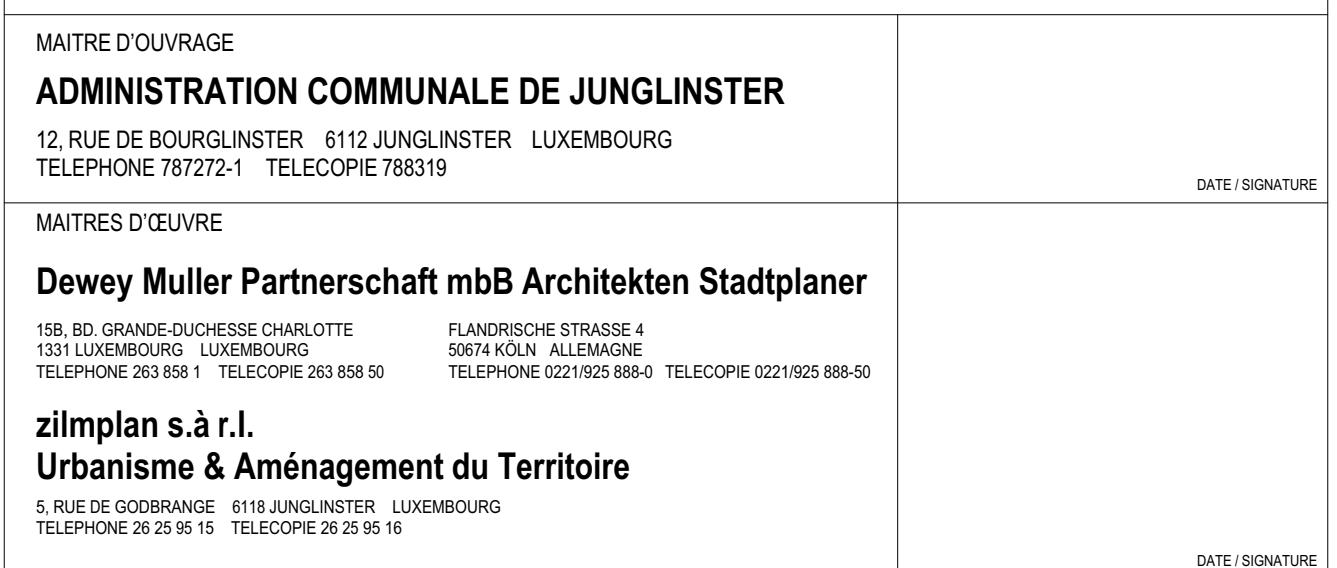 MAITRE D'OUVRAGE
ADMINISTRATION COMMUNALE DE JUNGLINSTER
12, RUE DE BOURGLINSTER 6112 JUNGLINSTER LUXEMBOURG
TELEPHONE 787272-1 TELECOPIE 788319
DATE / SIGNATURE
MAITRES D'ŒUVRE
Dewey Muller Partnerschaft mbB Architekten Stadtplaner
15B, BD. GRANDE-DUCHESSE CHARLOTTE
1331 LUXEMBOURG LUXEMBOURG
TELEPHONE 263 858 1 TELECOPIE 263 858 50
FLANDRISCHE STRASSE 4
50674 KÖLN ALLEMAGNE
TELEPHONE 0221/925 888-0 TELECOPIE 0221/925 888-50
zilmplan s.à r.l.
Urbanisme & Aménagement du Territoire
5, RUE DE GODBRANGE 6118 JUNGLINSTER LUXEMBOURG
TELEPHONE 26 25 95 15 TELECOPIE 26 25 95 16
DATE / SIGNATURE